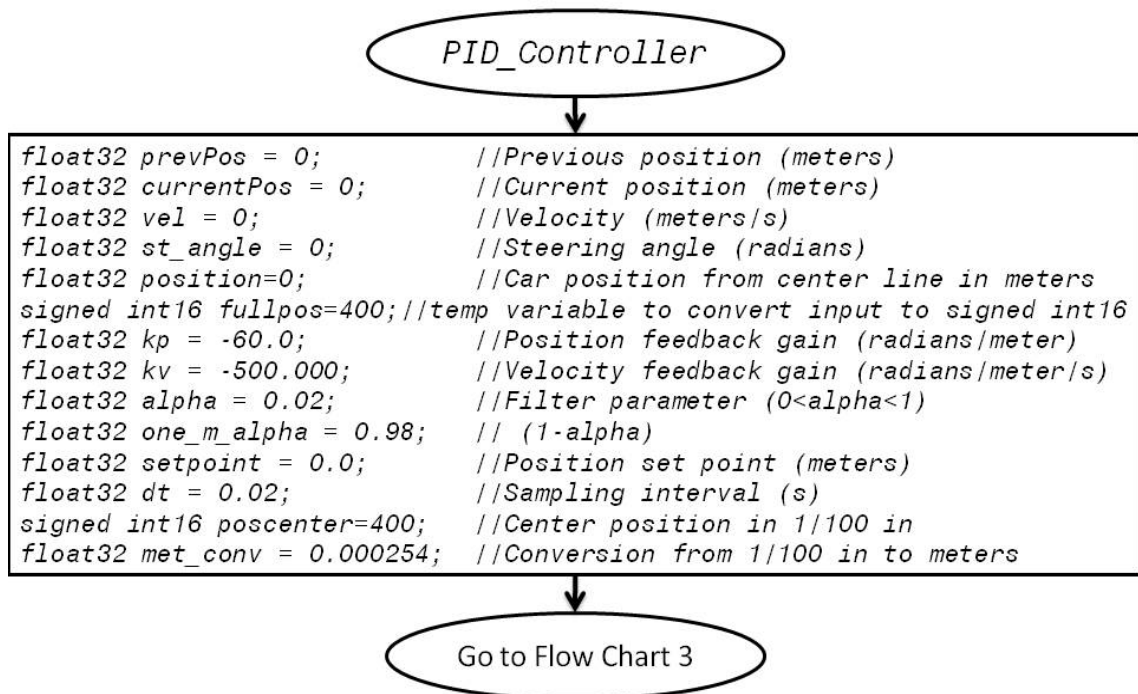 PID_Controller
float32 prevPos = 0; //Previous position (meters)
float32 currentPos = 0; //Current position (meters)
float32 vel = 0; //Velocity (meters/s)
float32 st_angle = 0; //Steering angle (radians)
float32 position=0; //Car position from center line in meters
signed int16 fullpos=400;//temp variable to convert input to signed int16
float32 kp = -60.0; //Position feedback gain (radians/meter)
float32 kv = -500.000; //Velocity feedback gain (radians/meter/s)
float32 alpha = 0.02; //Filter parameter (0<alpha<1)
float32 one_m_alpha = 0.98; // (1-alpha)
float32 setpoint = 0.0; //Position set point (meters)
float32 dt = 0.02; //Sampling interval (s)
signed int16 poscenter=400; //Center position in 1/100 in
float32 met_conv = 0.000254; //Conversion from 1/100 in to meters
Go to Flow Chart 3